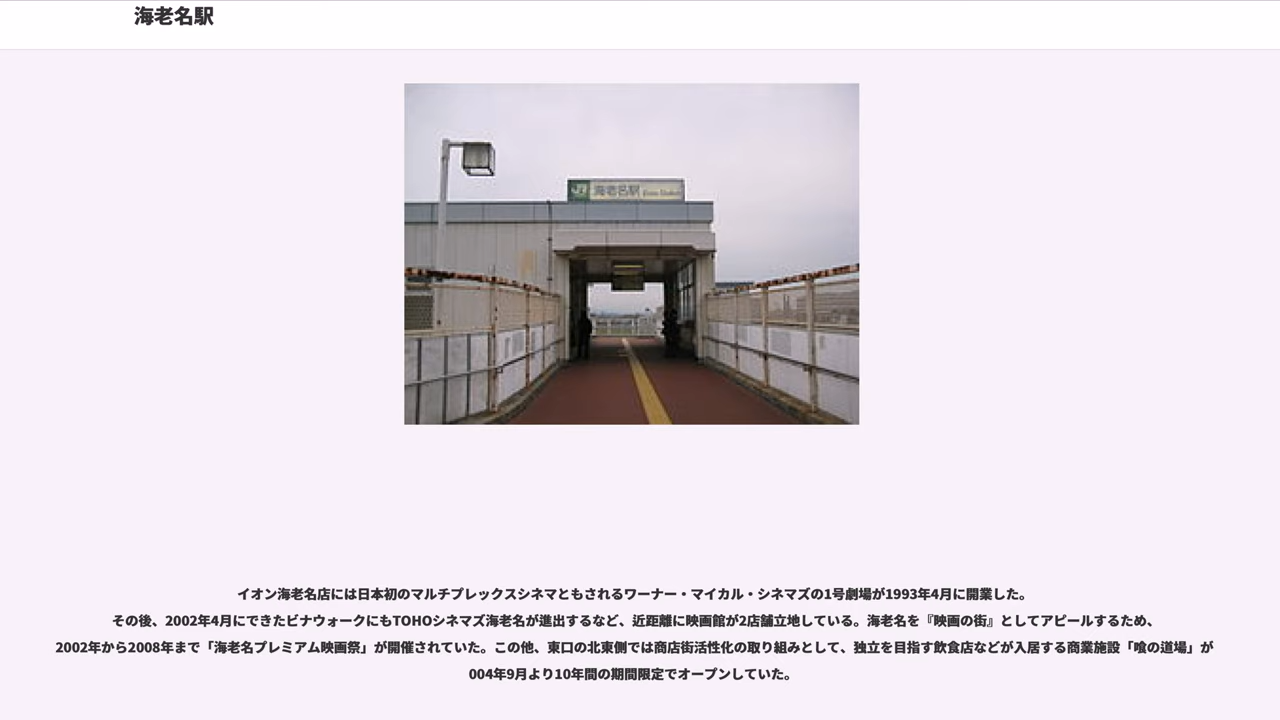 海老名駅
JR 海老名駅 Ebina Station
イオン海老名店には日本初のマルチプレックスシネマともされるワーナー・マイカル・シネマズの1号劇場が1993年4月に開業した。
その後、2002年4月にできたビナウォークにもTOHOシネマズ海老名が進出するなど、近距離に映画館が2店舗立地している。海老名を『映画の街』としてアピールするため、
2002年から2008年まで「海老名プレミアム映画祭」が開催されていた。この他、東口の北東側では商店街活性化の取り組みとして、独立を目指す飲食店などが入居する商業施設「喰の道場」が
004年9月より10年間の期間限定でオープンしていた。